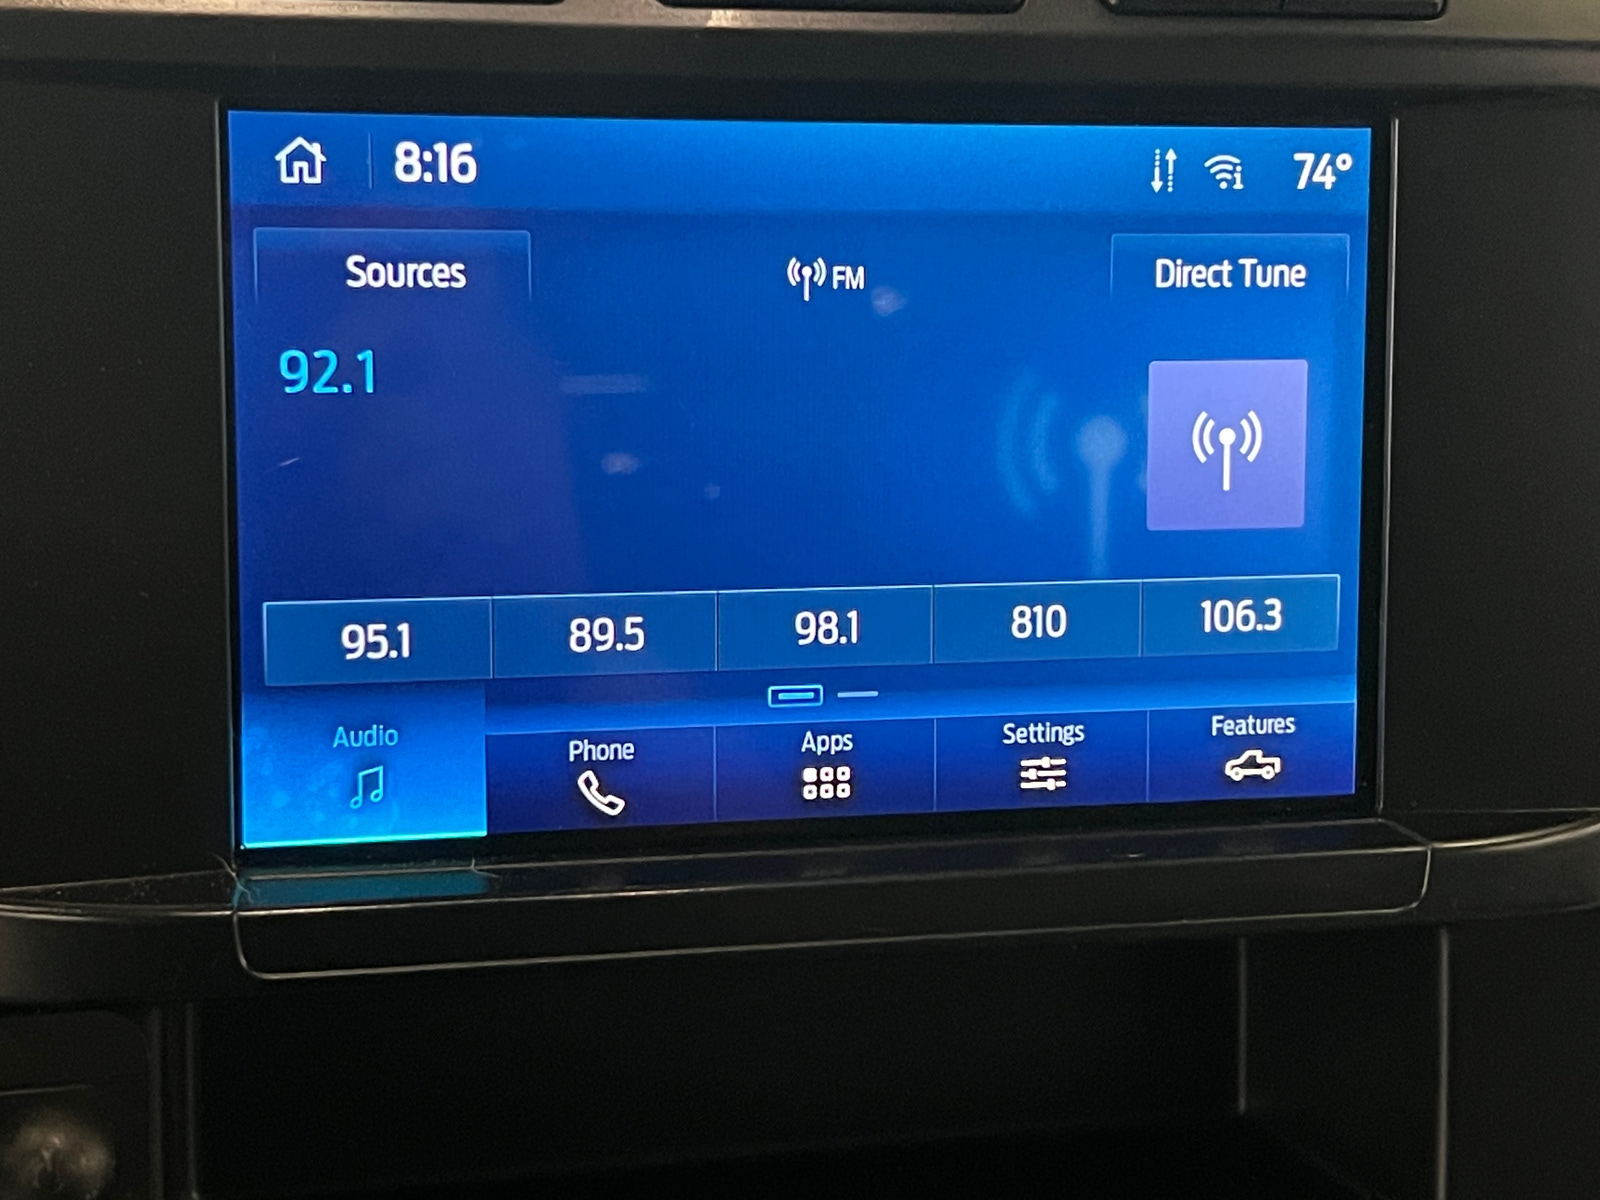 8:16
74°
Sources
FM
Direct Tune
92.1
95.1
89.5
98.1
810
106.3
Audio
Phone
Apps
Settings
Features